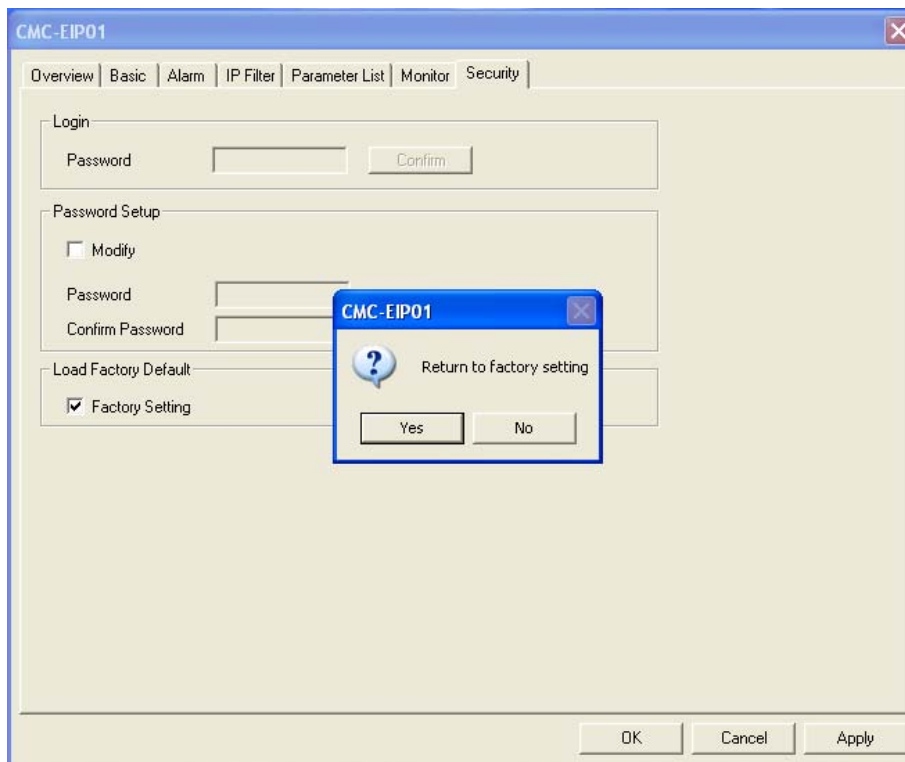 CMC-EIP01
Overview Basic Alarm IP Filter Parameter List Monitor Security
Login
Password Confirm
Password Setup
Modify
Password
Confirm Password
Load Factory Default
Factory Setting
CMC-EIP01
Return to factory setting
Yes No
OK Cancel Apply